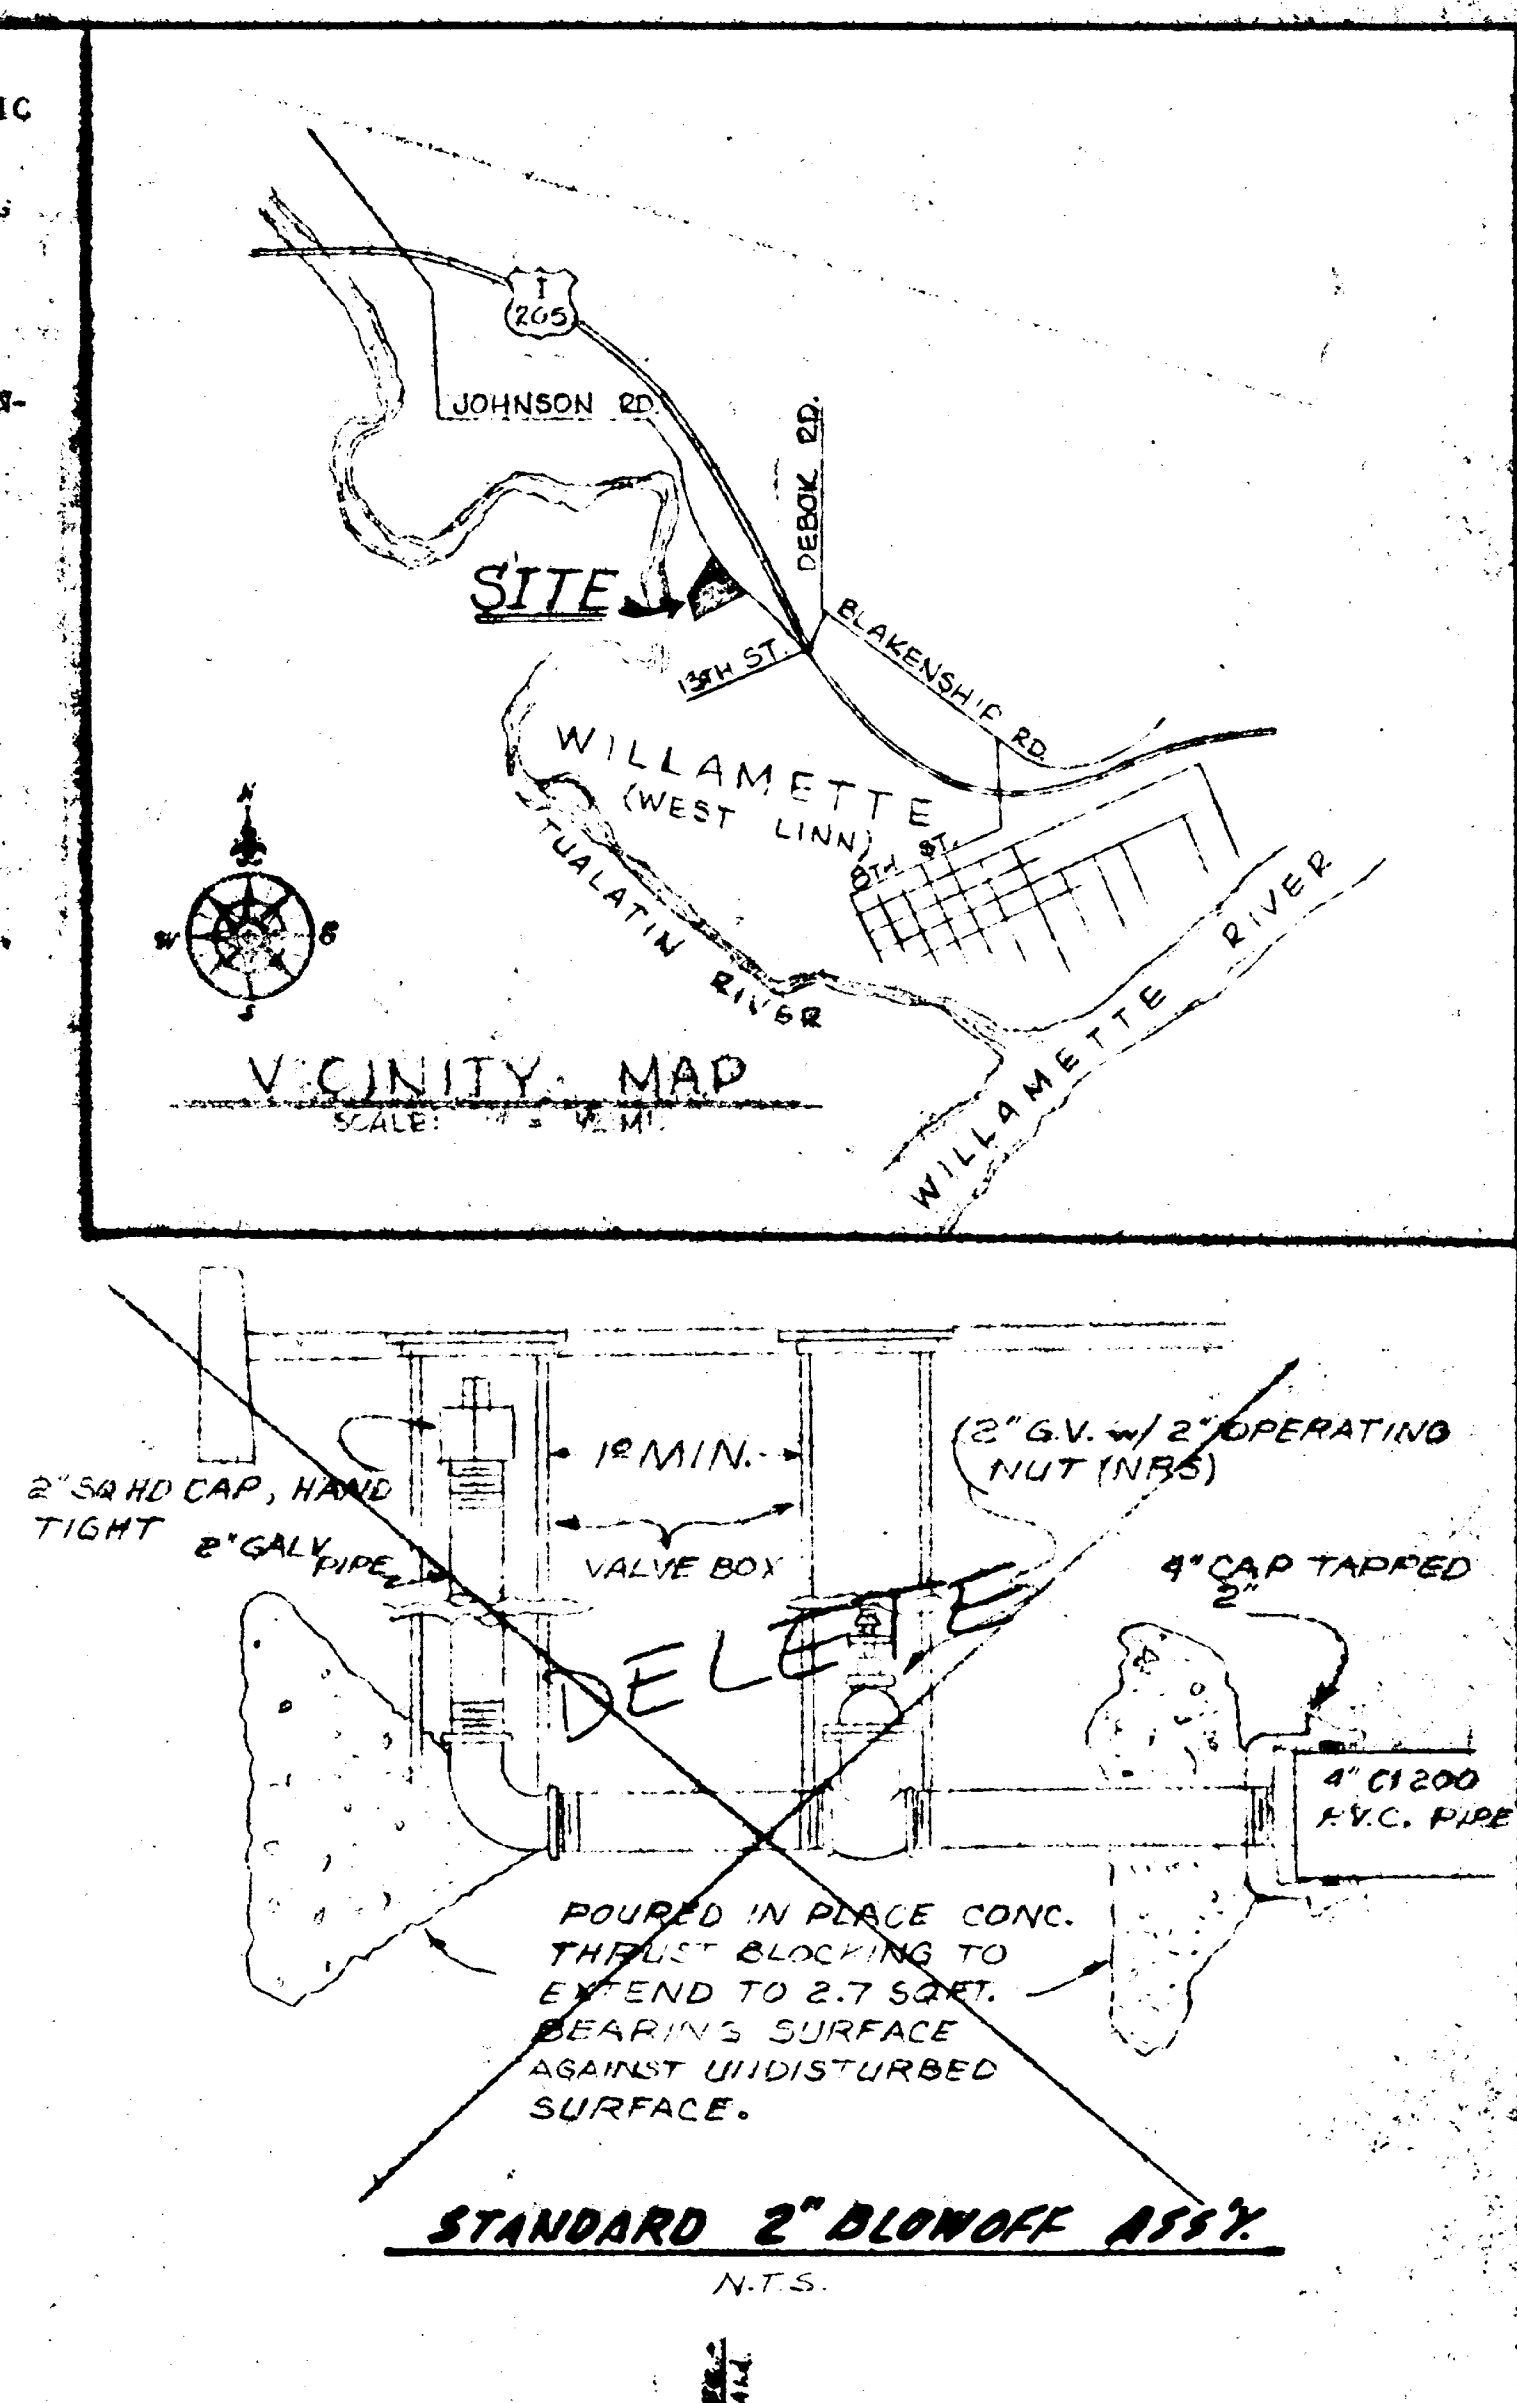 I
205
JOHNSON RD.
DEBOK RD.
SITE
BLAKENSHIP RD.
13TH ST.
WILLAMETTE
(WEST LINN)
8TH ST.
TUALATIN RIVER
WILLAMETTE RIVER
N
W
S
VICINITY MAP
SCALE:
2" SQ HD CAP, HAND
TIGHT
2" GALV
PIPE
MIN.
VALVE BOX
2" G.V. w/ 2" OPERATING
NUT (NRS)
4" CAP TAPPED
2"
DELETE
4" Cl 200
P.V.C. PIPE
POURED IN PLACE CONC.
THRUST BLOCKING TO
EXTEND TO 2.7 SQ.FT.
BEARING SURFACE
AGAINST UNDISTURBED
SURFACE.
STANDARD 2" BLOWOFF ASS'Y.
N.T.S.